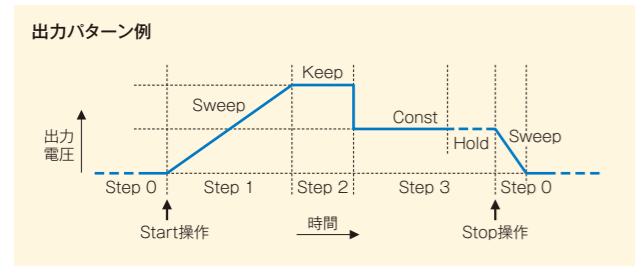 出力パターン例
Keep
Sweep
Const
出力
電圧
Hold
Sweep
Step 0
Step 1
Step 2
Step 3
Step 0
Start操作
時間
Stop操作